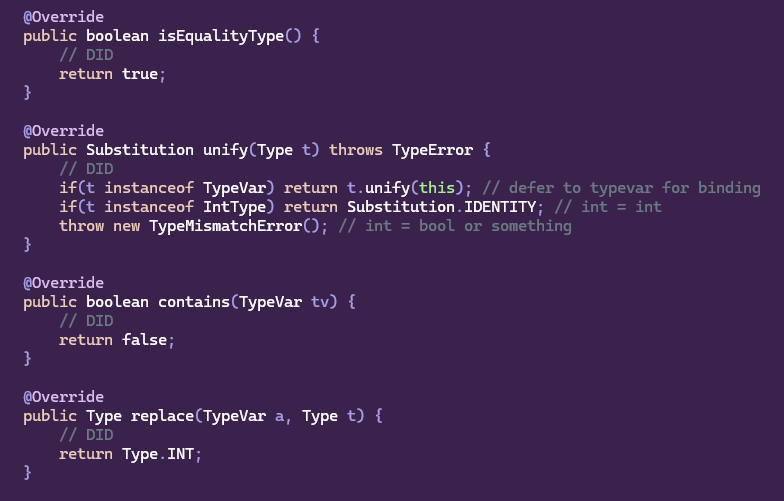 @Override
public boolean isEqualityType() {
    // DID
    return true;
}
@Override
public Substitution unify(Type t) throws TypeError {
    // DID
    if(t instanceof TypeVar) return t.unify(this); // defer to typevar for binding
    if(t instanceof IntType) return Substitution.IDENTITY; // int = int
    throw new TypeMismatchError(); // int = bool or something
}
@Override
public boolean contains(TypeVar tv) {
    // DID
    return false;
}
@Override
public Type replace(TypeVar a, Type t) {
    // DID
    return Type.INT;
}